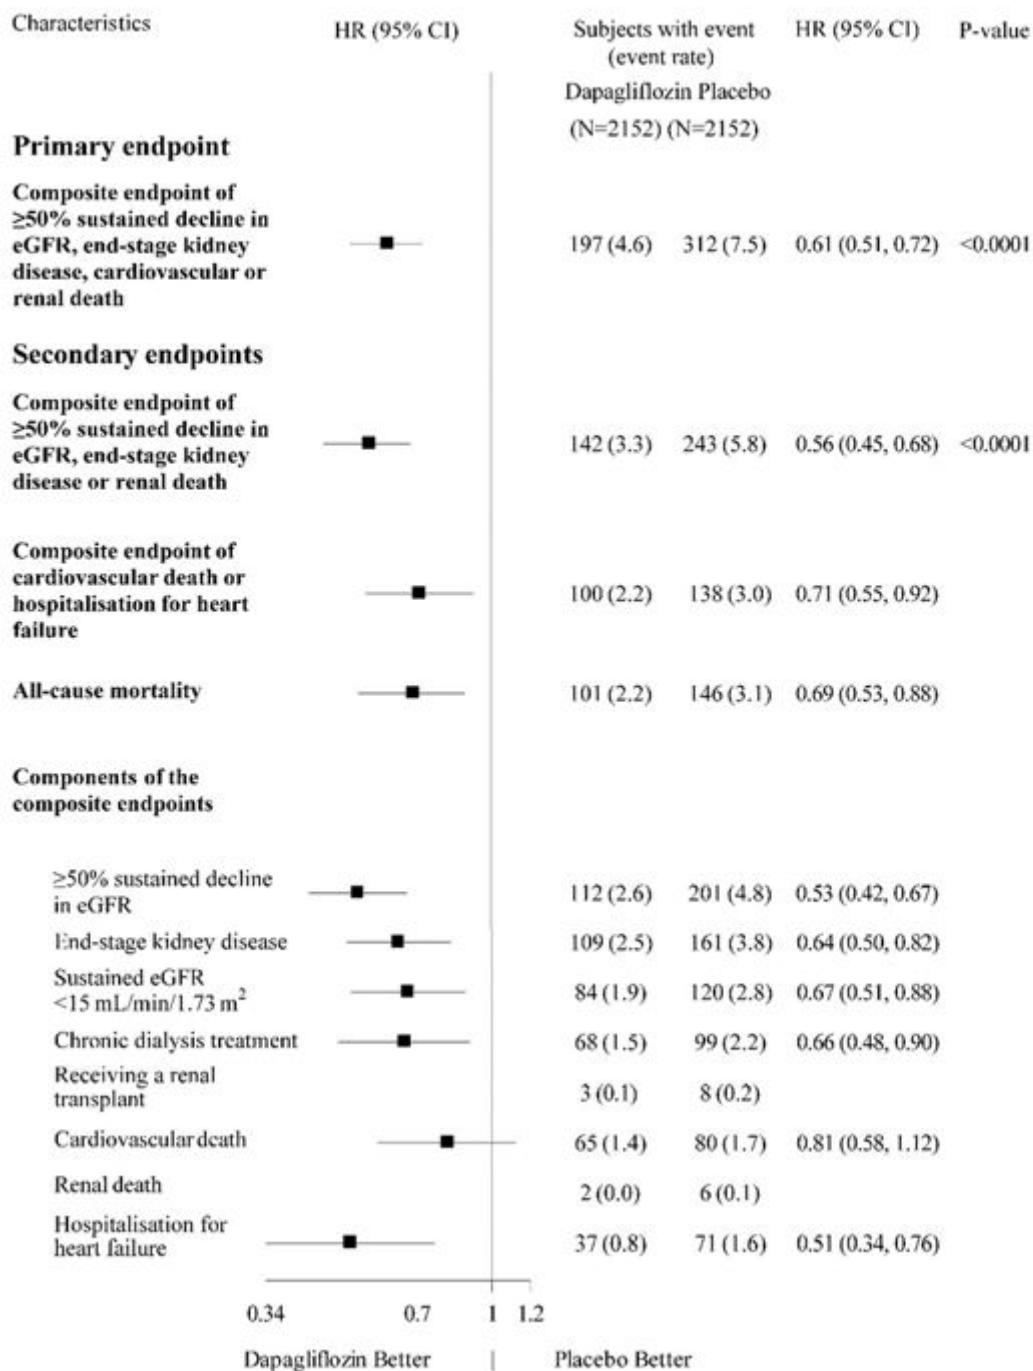 Characteristics HR (95% CI) Subjects with event HR (95% CI) P-value
(event rate)
Dapagliflozin Placebo
(N=2152) (N=2152)
Primary endpoint
Composite endpoint of
≥50% sustained decline in
eGFR, end-stage kidney 197 (4.6) 312 (7.5) 0.61 (0.51, 0.72) <0.0001
disease, cardiovascular or
renal death
Secondary endpoints
Composite endpoint of
≥50% sustained decline in
eGFR, end-stage kidney 142 (3.3) 243 (5.8) 0.56 (0.45, 0.68) <0.0001
disease or renal death
Composite endpoint of
cardiovascular death or
hospitalisation for heart 100 (2.2) 138 (3.0) 0.71 (0.55, 0.92)
failure
All-cause mortality 101 (2.2) 146 (3.1) 0.69 (0.53, 0.88)
Components of the
composite endpoints
≥50% sustained decline
in eGFR 112 (2.6) 201 (4.8) 0.53 (0.42, 0.67)
End-stage kidney disease 109 (2.5) 161 (3.8) 0.64 (0.50, 0.82)
Sustained eGFR
<15 mL/min/1.73 m² 84 (1.9) 120 (2.8) 0.67 (0.51, 0.88)
Chronic dialysis treatment 68 (1.5) 99 (2.2) 0.66 (0.48, 0.90)
Receiving a renal
transplant 3 (0.1) 8 (0.2)
Cardiovascular death 65 (1.4) 80 (1.7) 0.81 (0.58, 1.12)
Renal death 2 (0.0) 6 (0.1)
Hospitalisation for
heart failure 37 (0.8) 71 (1.6) 0.51 (0.34, 0.76)
0.34 0.7 1 1.2
Dapagliflozin Better Placebo Better